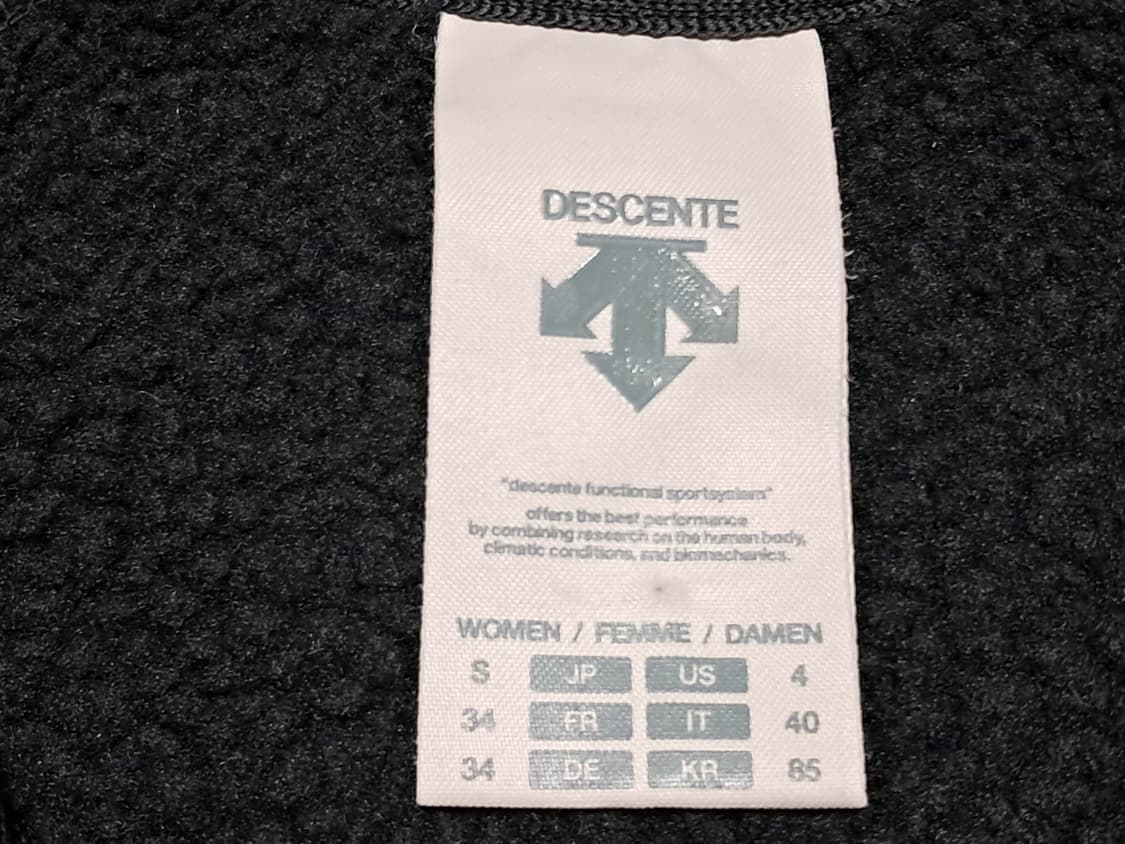 DESCENTE
"descente functional sportsystem"
offers the best performance
by combining research on the human body,
climatic conditions, and biomechanics.
WOMEN / FEMME / DAMEN
S JP US 4
34 FR IT 40
34 DE KR 85